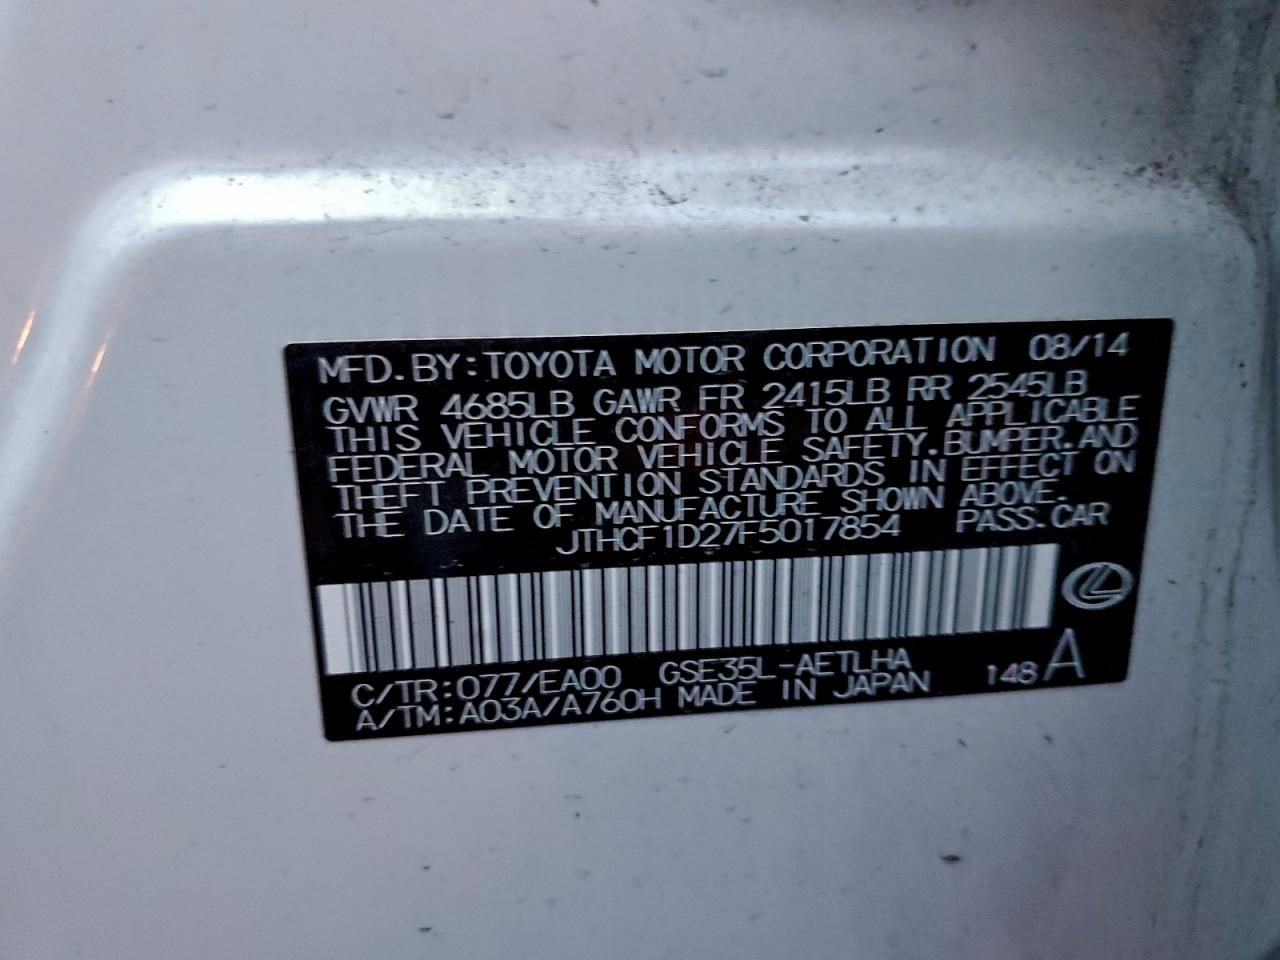 MFD. BY: TOYOTA MOTOR CORPORATION 08/14
GVWR 4685LB GAWR FR 2415LB RR 2545LB
THIS VEHICLE CONFORMS TO ALL APPLICABLE
FEDERAL MOTOR VEHICLE SAFETY, BUMPER, AND
THEFT PREVENTION STANDARDS IN EFFECT ON
THE DATE OF MANUFACTURE SHOWN ABOVE.
JTHCF1D27F5017854 PASS. CAR
C/TR: 077/EA00 GSE35L-AETLHA 148 A
A/TM: A03A/A760H MADE IN JAPAN